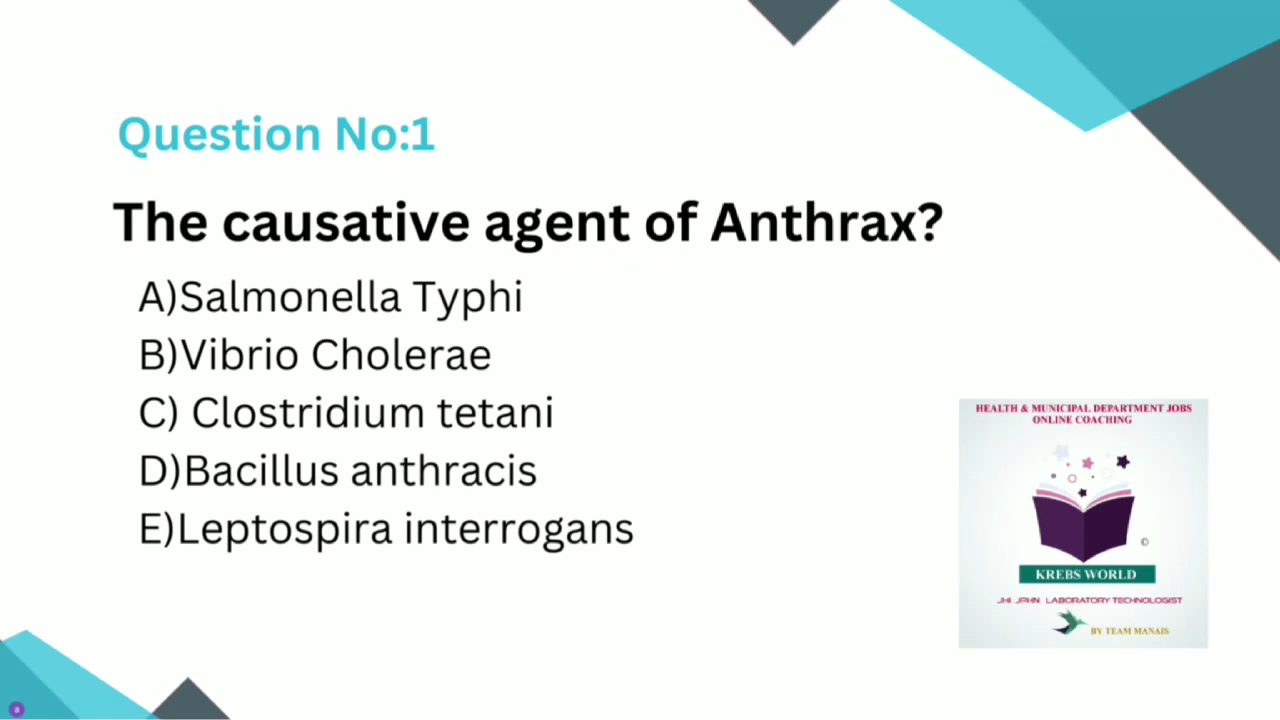 Question No:1
The causative agent of Anthrax?
A)Salmonella Typhi
B)Vibrio Cholerae
C) Clostridium tetani
D)Bacillus anthracis
E)Leptospira interrogans
HEALTH & MUNICIPAL DEPARTMENT JOBS
ONLINE COACHING
©
KREBS WORLD
JHI JPHN LABORATORY TECHNOLOGIST
BY TEAM MANAIS
a